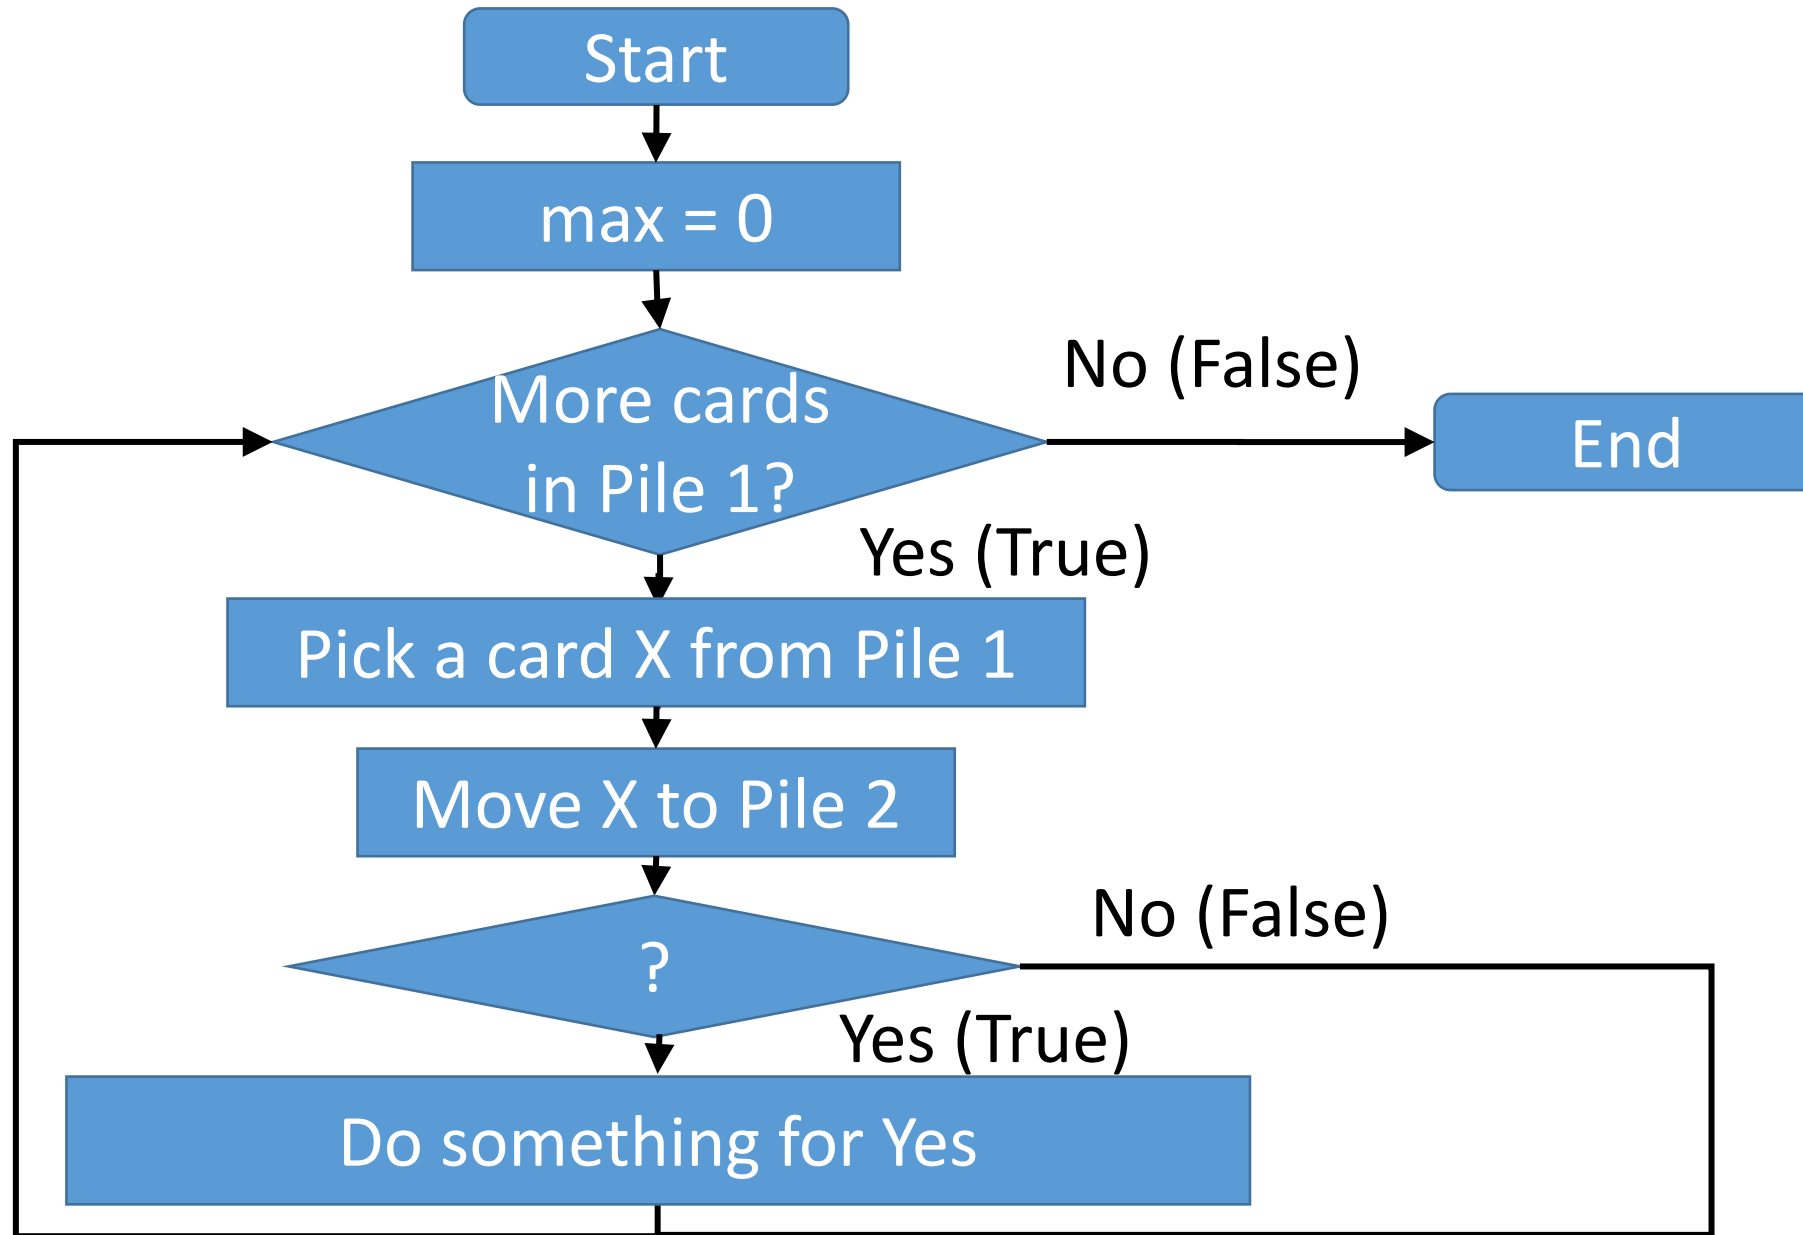 Start
max = 0
More cards
in Pile 1?
No (False)
End
Yes (True)
Pick a card X from Pile 1
Move X to Pile 2
?
No (False)
Yes (True)
Do something for Yes